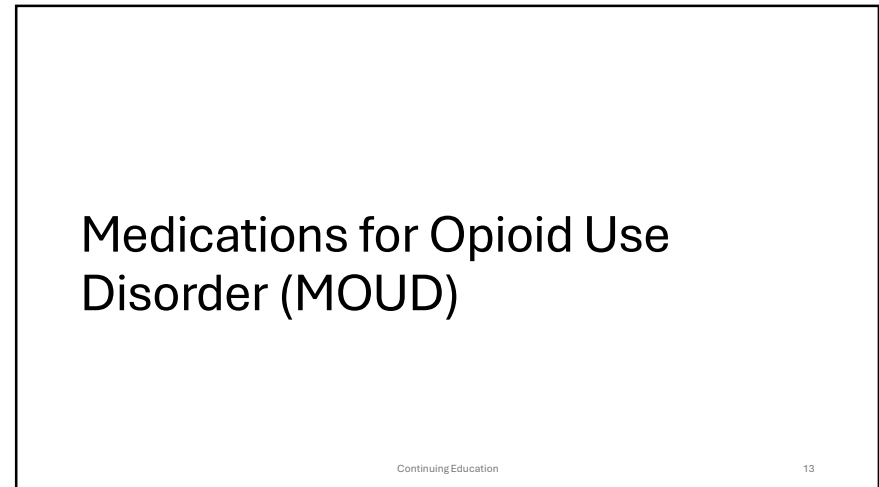 Medications for Opioid Use
Disorder (MOUD)
Continuing Education
13